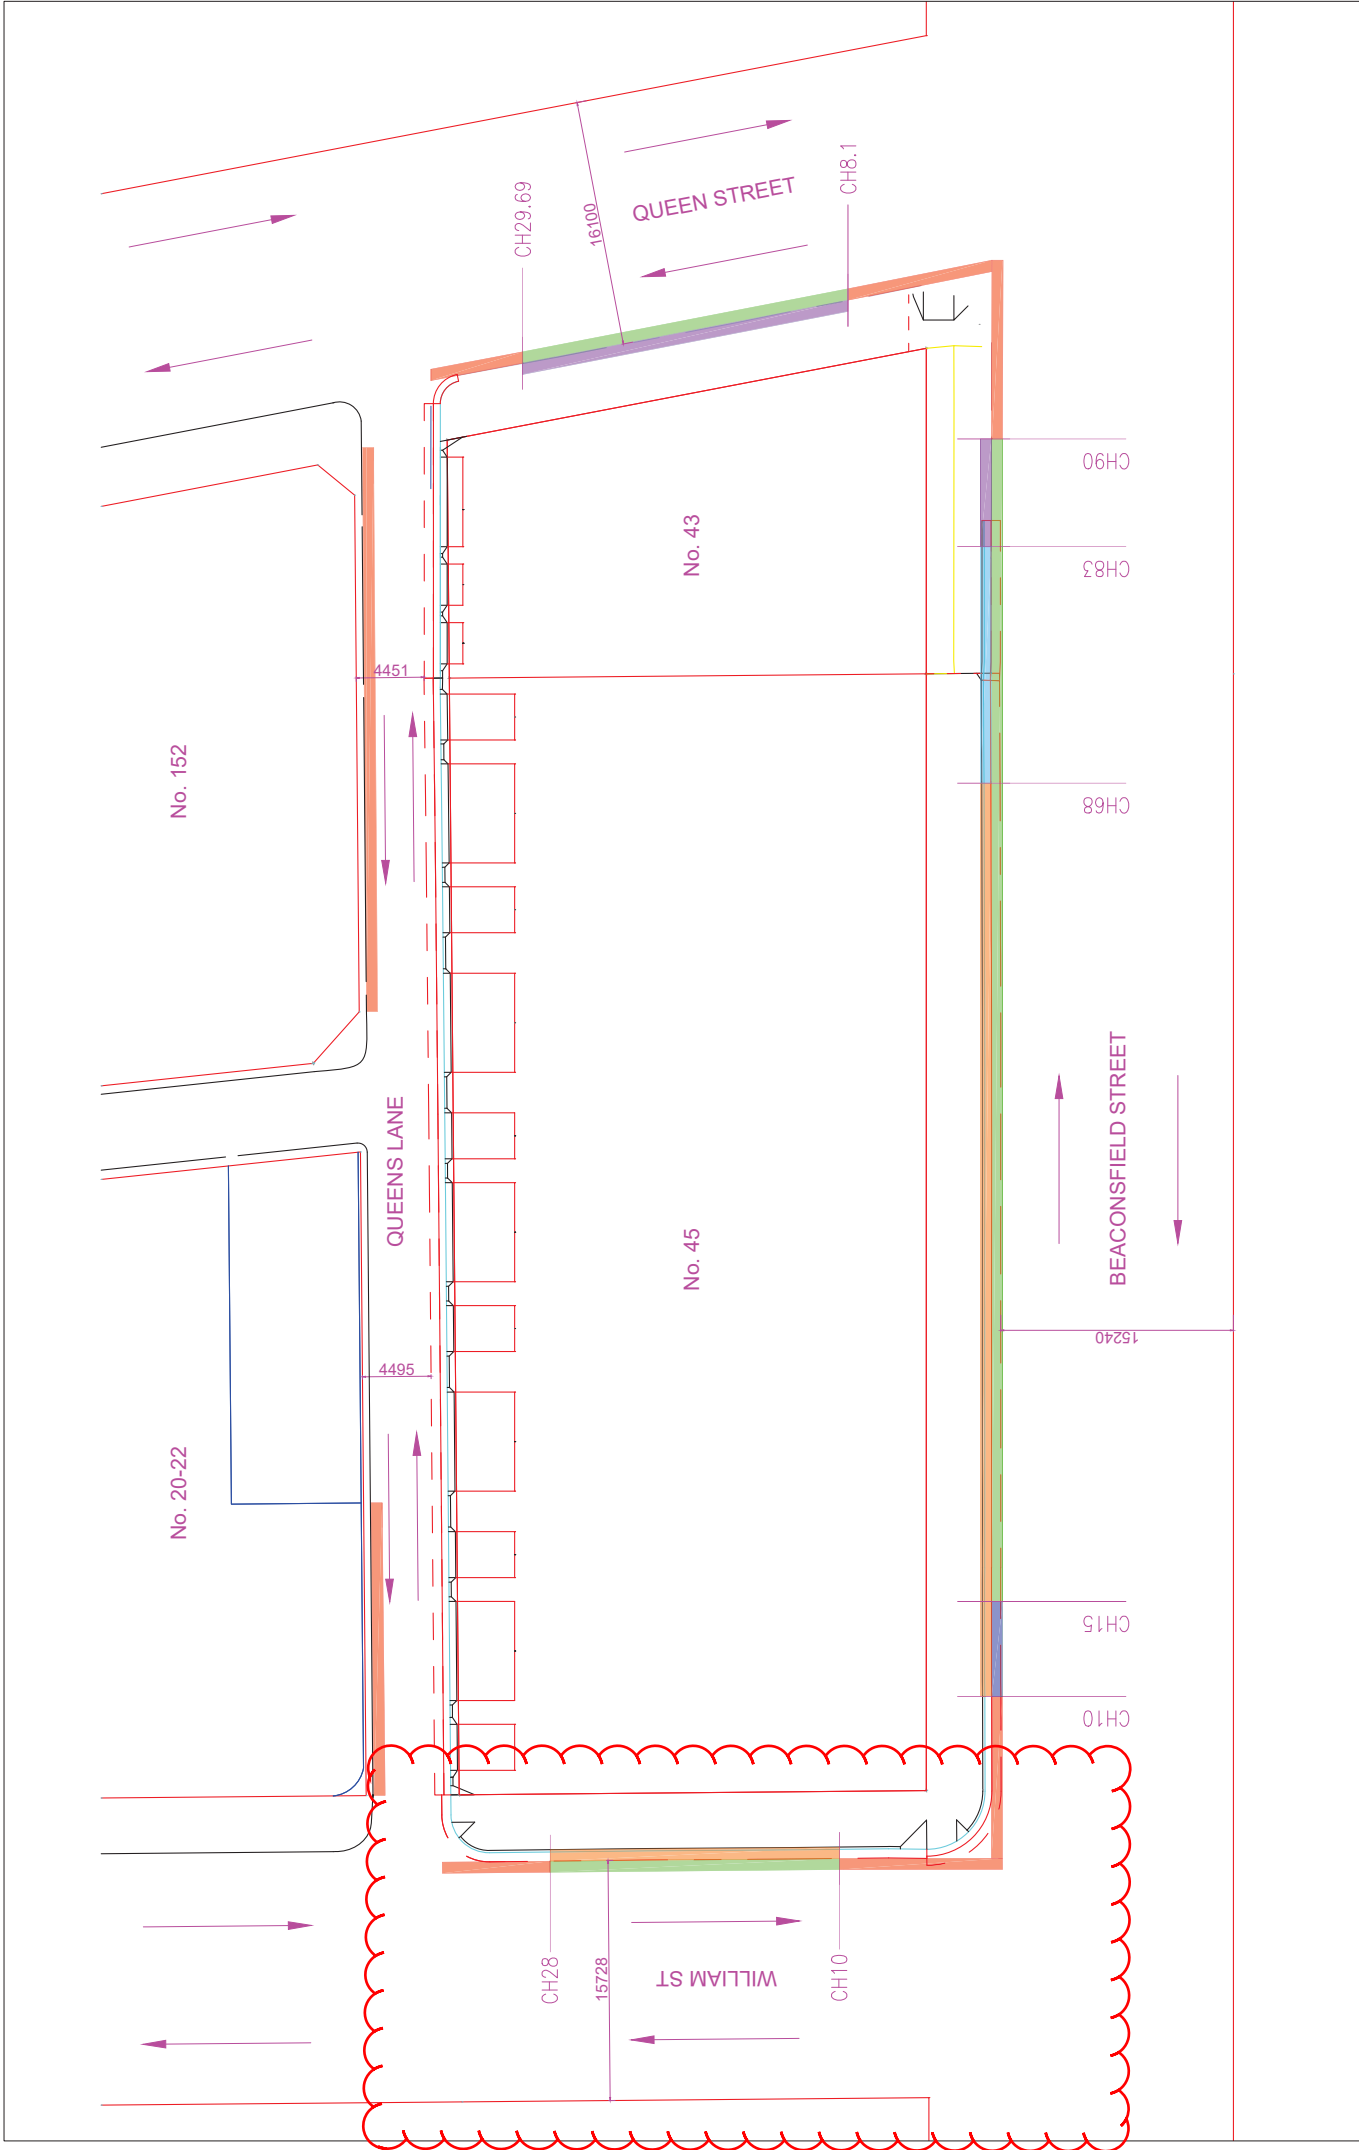 CH29.69
CH8.1
QUEEN STREET
16100
CH90
No. 43
CH83
4451
No. 152
CH68
BEACONSFIELD STREET
QUEENS LANE
No. 45
15240
4495
No. 20-22
CH15
CH10
CH28
15728
WILLIAM ST
CH10